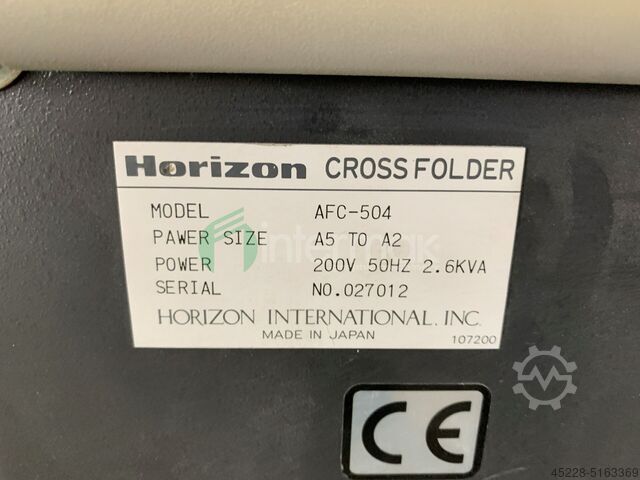 Horizon CROSS FOLDER
MODEL AFC-504
PAWER SIZE A5 TO A2
POWER 200V 50HZ 2.6KVA
SERIAL NO.027012
HORIZON INTERNATIONAL. INC.
MADE IN JAPAN 107200
CE
45228-5163369